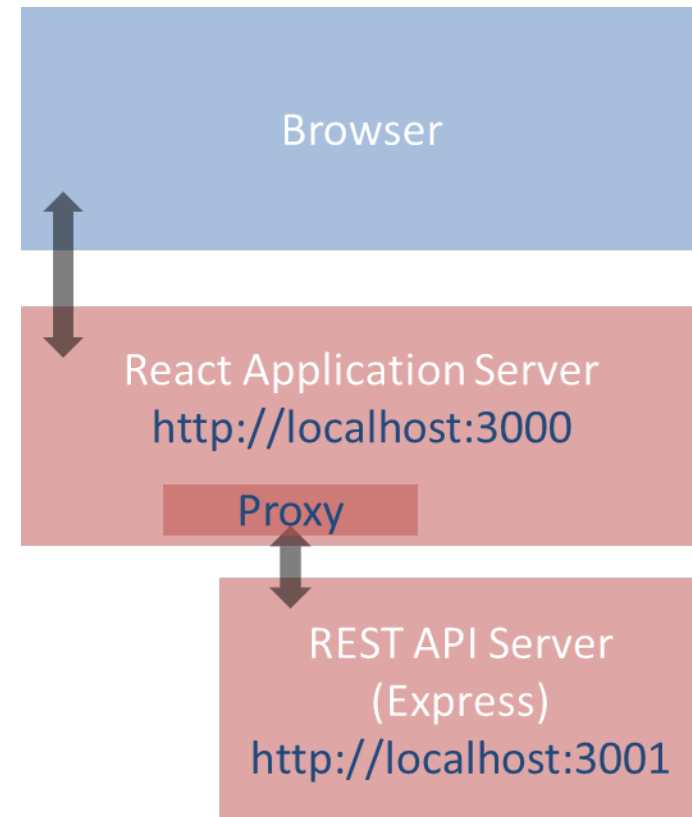 Browser
React Application Server
http://localhost:3000
Proxy
REST API Server
(Express)
http://localhost:3001